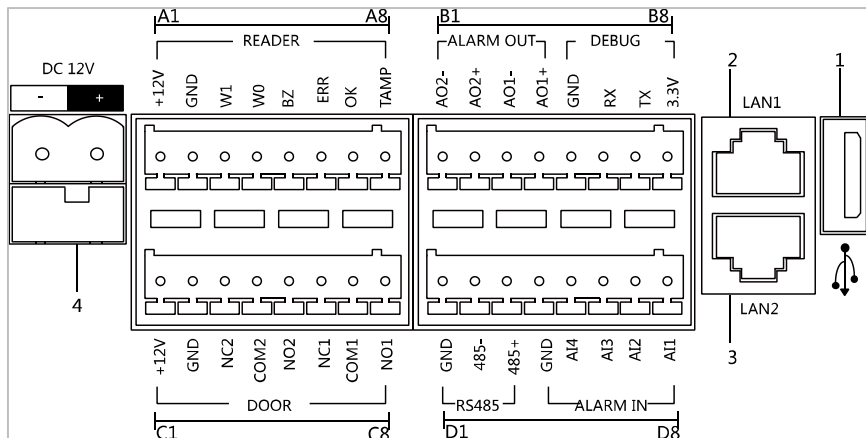 A1 A8 B1 B8
READER ALARM OUT DEBUG 2 1
DC 12V +12V GND W1 W0 BZ ERR OK TAMP AO2- AO2+ AO1- AO1+ GND RX TX 3.3V LAN1
- +
4 LAN2
+12V GND NC2 COM2 NO2 NC1 COM1 NO1 GND 485- 485+ GND AI4 AI3 AI2 AI1 3
DOOR RS485 ALARM IN
C1 C8 D1 D8